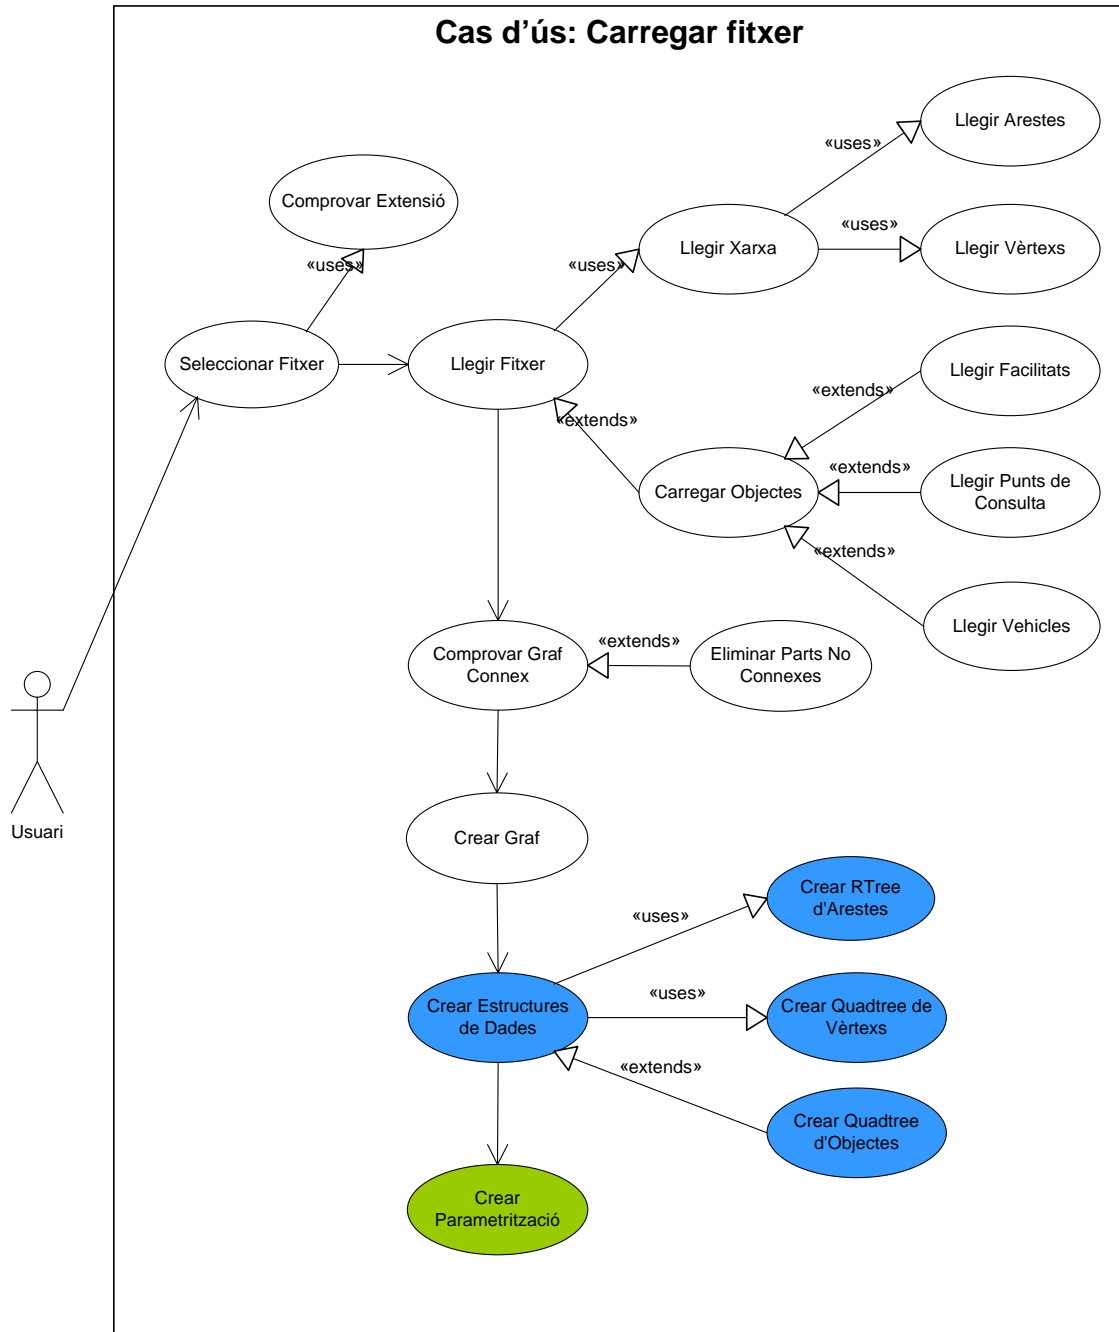 Cas d'ús: Carregar fitxer
Llegir Arestes
«uses»
Comprovar Extensió
«uses»
Llegir Xarxa
Llegir Vèrtexs
«uses»
«uses»
Seleccionar Fitxer
Llegir Fitxer
Llegir Facilitats
«extends»
«extends»
Carregar Objectes
«extends»
Llegir Punts de
Consulta
«extends»
Llegir Vehicles
Comprovar Graf
Connex
«extends»
Eliminar Parts No
Connexes
Usuari
Crear Graf
Crear RTree
d'Arestes
«uses»
Crear Estructures
de Dades
«uses»
Crear Quadtree de
Vèrtexs
«extends»
Crear Quadtree
d'Objectes
Crear
Parametrització